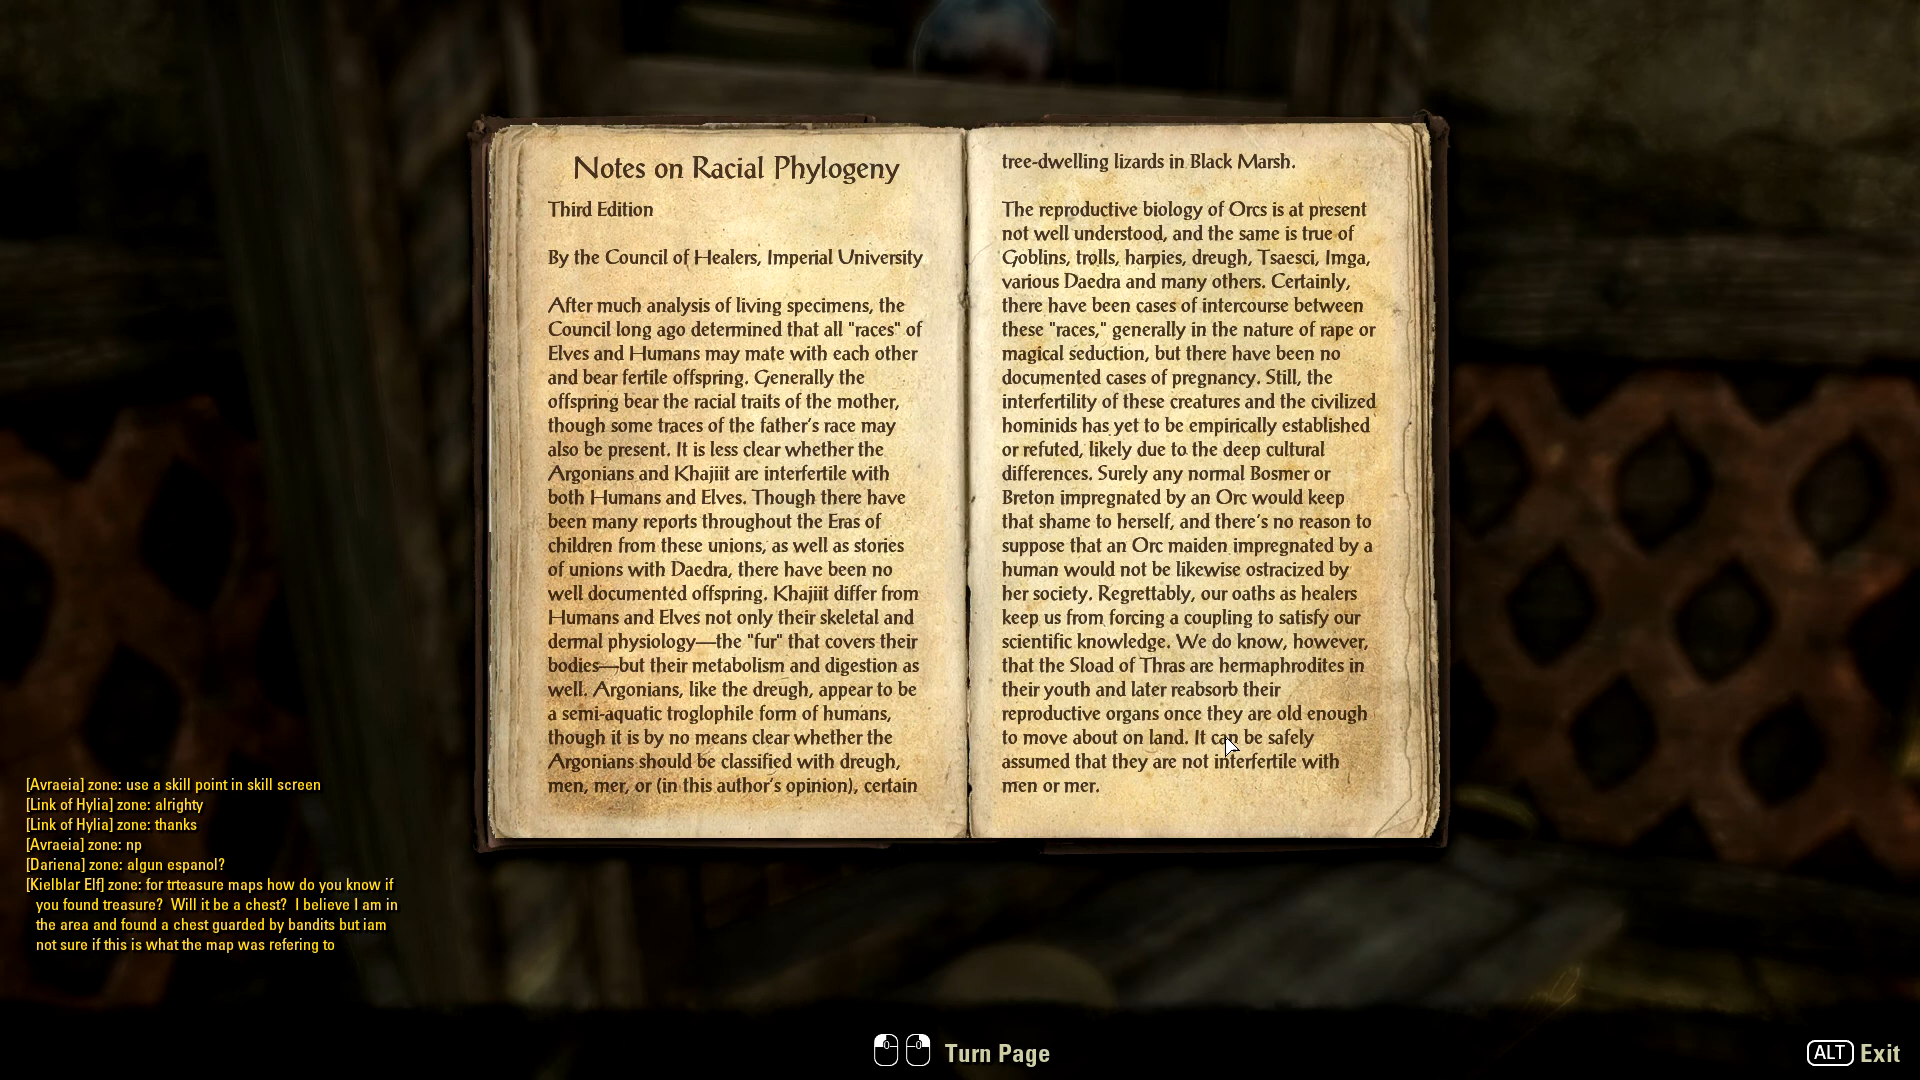 Notes on Racial Phylogeny
Third Edition
By the Council of Healers, Imperial University
After much analysis of living specimens, the
Council long ago determined that all "races" of
Elves and Humans may mate with each other
and bear fertile offspring. Generally the
offspring bear the racial traits of the mother,
though some traces of the father's race may
also be present. It is less clear whether the
Argonians and Khajiit are interfertile with
both Humans and Elves. Though there have
been many reports throughout the Eras of
children from these unions, as well as stories
of unions with Daedra, there have been no
well documented offspring. Khajiit differ from
Humans and Elves not only their skeletal and
dermal physiology—the "fur" that covers their
bodies—but their metabolism and digestion as
well. Argonians, like the dreugh, appear to be
a semi-aquatic troglophile form of humans,
though it is by no means clear whether the
Argonians should be classified with dreugh,
men, mer, or (in this author's opinion), certain
tree-dwelling lizards in Black Marsh.
The reproductive biology of Orcs is at present
not well understood, and the same is true of
Goblins, trolls, harpies, dreugh, Tsaesci, Imga,
various Daedra and many others. Certainly,
there have been cases of intercourse between
these "races," generally in the nature of rape or
magical seduction, but there have been no
documented cases of pregnancy. Still, the
interfertility of these creatures and the civilized
hominids has yet to be empirically established
or refuted, likely due to the deep cultural
differences. Surely any normal Bosmer or
Breton impregnated by an Orc would keep
that shame to herself, and there's no reason to
suppose that an Orc maiden impregnated by a
human would not be likewise ostracized by
her society. Regrettably, our oaths as healers
keep us from forcing a coupling to satisfy our
scientific knowledge. We do know, however,
that the Sload of Thras are hermaphrodites in
their youth and later reabsorb their
reproductive organs once they are old enough
to move about on land. It can be safely
assumed that they are not interfertile with
men or mer.
[Avraeia] zone: use a skill point in skill screen
[Link of Hylia] zone: alrighty
[Link of Hylia] zone: thanks
[Avraeia] zone: np
[Dariena] zone: algun espanol?
[Kielblar Elf] zone: for trteasure maps how do you know if
you found treasure? Will it be a chest? I believe I am in
the area and found a chest guarded by bandits but iam
not sure if this is what the map was refering to
Turn Page
ALT Exit